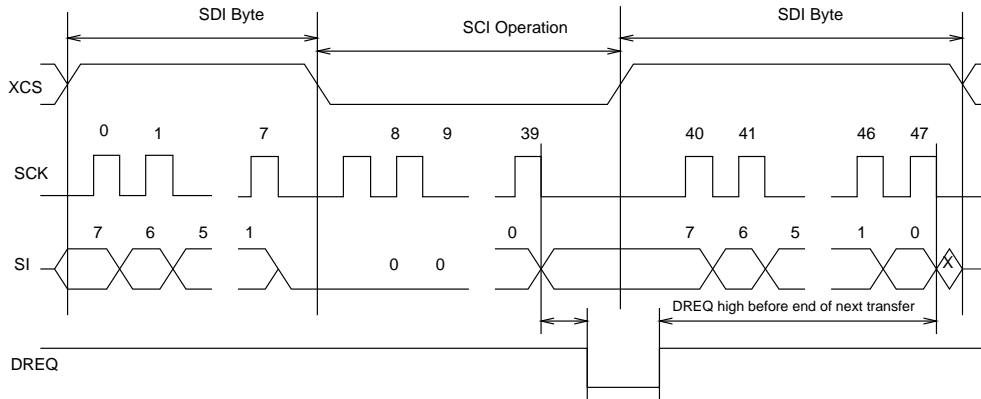 SDI Byte SCI Operation SDI Byte
XCS
0 1 7 8 9 39 40 41 46 47
SCK
7 6 5 1 0 7 6 5 1 0
SI 0 0 X
DREQ high before end of next transfer
DREQ